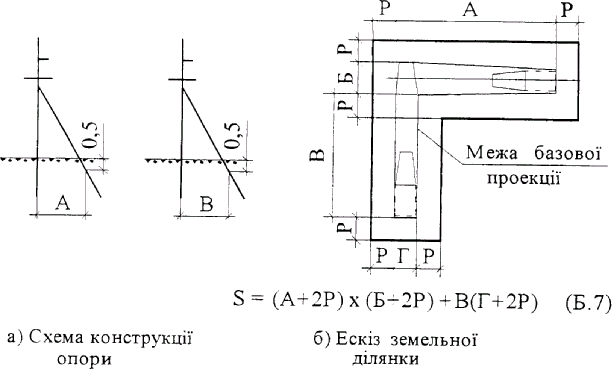 Р А Р
Р
Б
Р
В
Р
Р Г Р
0,5
0,5
А
В
Межа базової
проекції
S = (А+2Р) х (Б+2Р) +В(Г+2Р) (Б.7)
а) Схема конструкції
опори
б) Ескіз земельної
ділянки